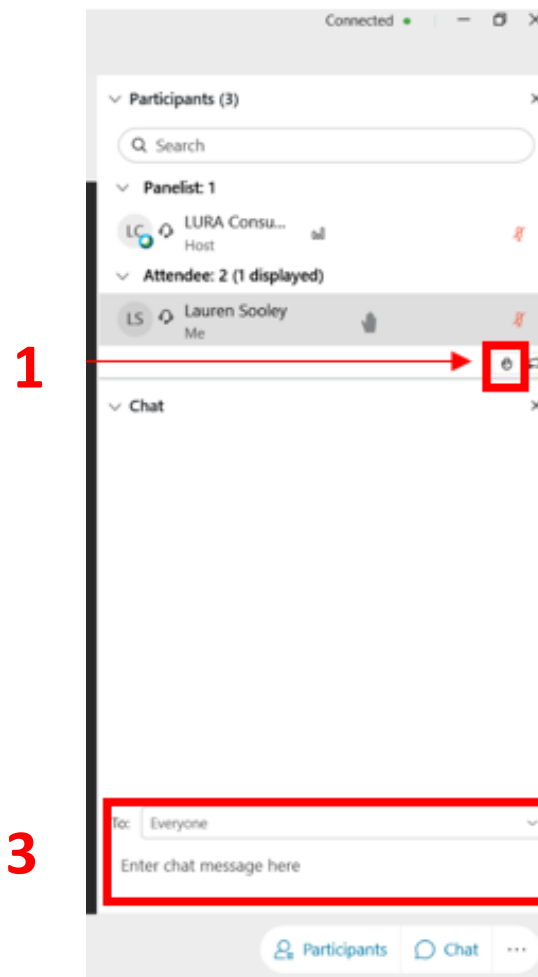 Connected
Participants (3)
Search
Panelist: 1
LC LURA Consu...
Host
Attendee: 2 (1 displayed)
LS Lauren Sooley
Me
1
Chat
3
To: Everyone
Enter chat message here
Participants Chat ...